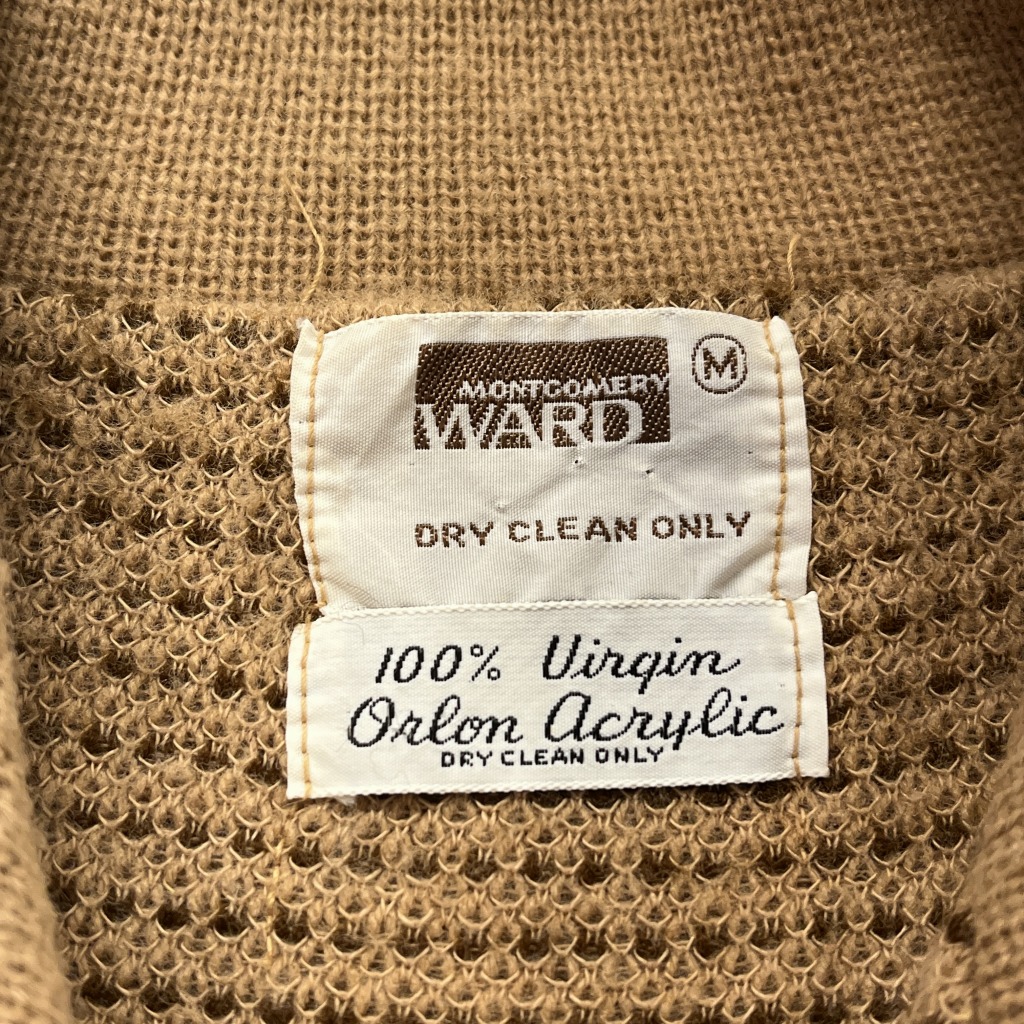 M
MONTGOMERY
WARD
DRY CLEAN ONLY
100% Virgin
Orlon Acrylic
DRY CLEAN ONLY